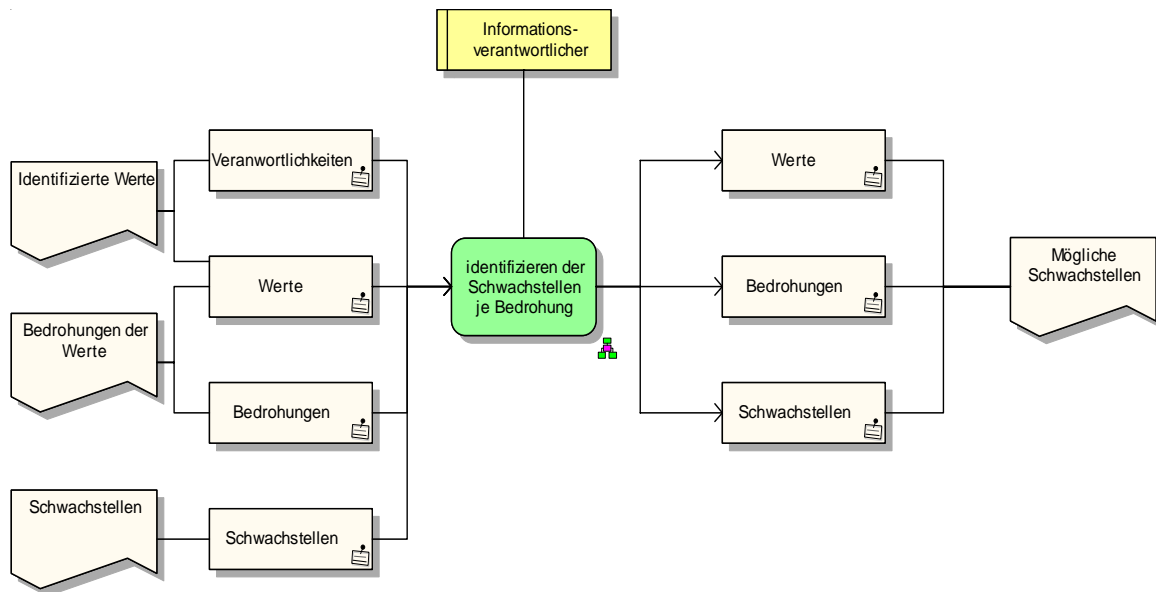 Informations-
verantwortlicher
Identifizierte Werte
Veranwortlichkeiten
Werte
Bedrohungen der
Werte
Bedrohungen
Schwachstellen
Schwachstellen
identifizieren der
Schwachstellen
je Bedrohung
Werte
Bedrohungen
Schwachstellen
Mögliche
Schwachstellen